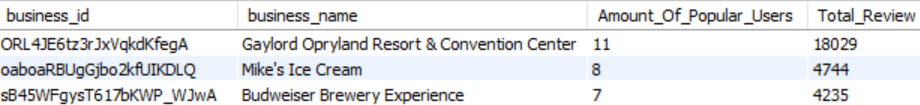 business_id business_name Amount_Of_Popular_Users Total_Review
ORL4JE6tz3rJxVqkdKfegA Gaylord Opryland Resort & Convention Center 11 18029
oaboaRBUgGjbo2kfUIKDLQ Mike's Ice Cream 8 4744
sB45WFgysT617bKWP_WJwA Budweiser Brewery Experience 7 4235